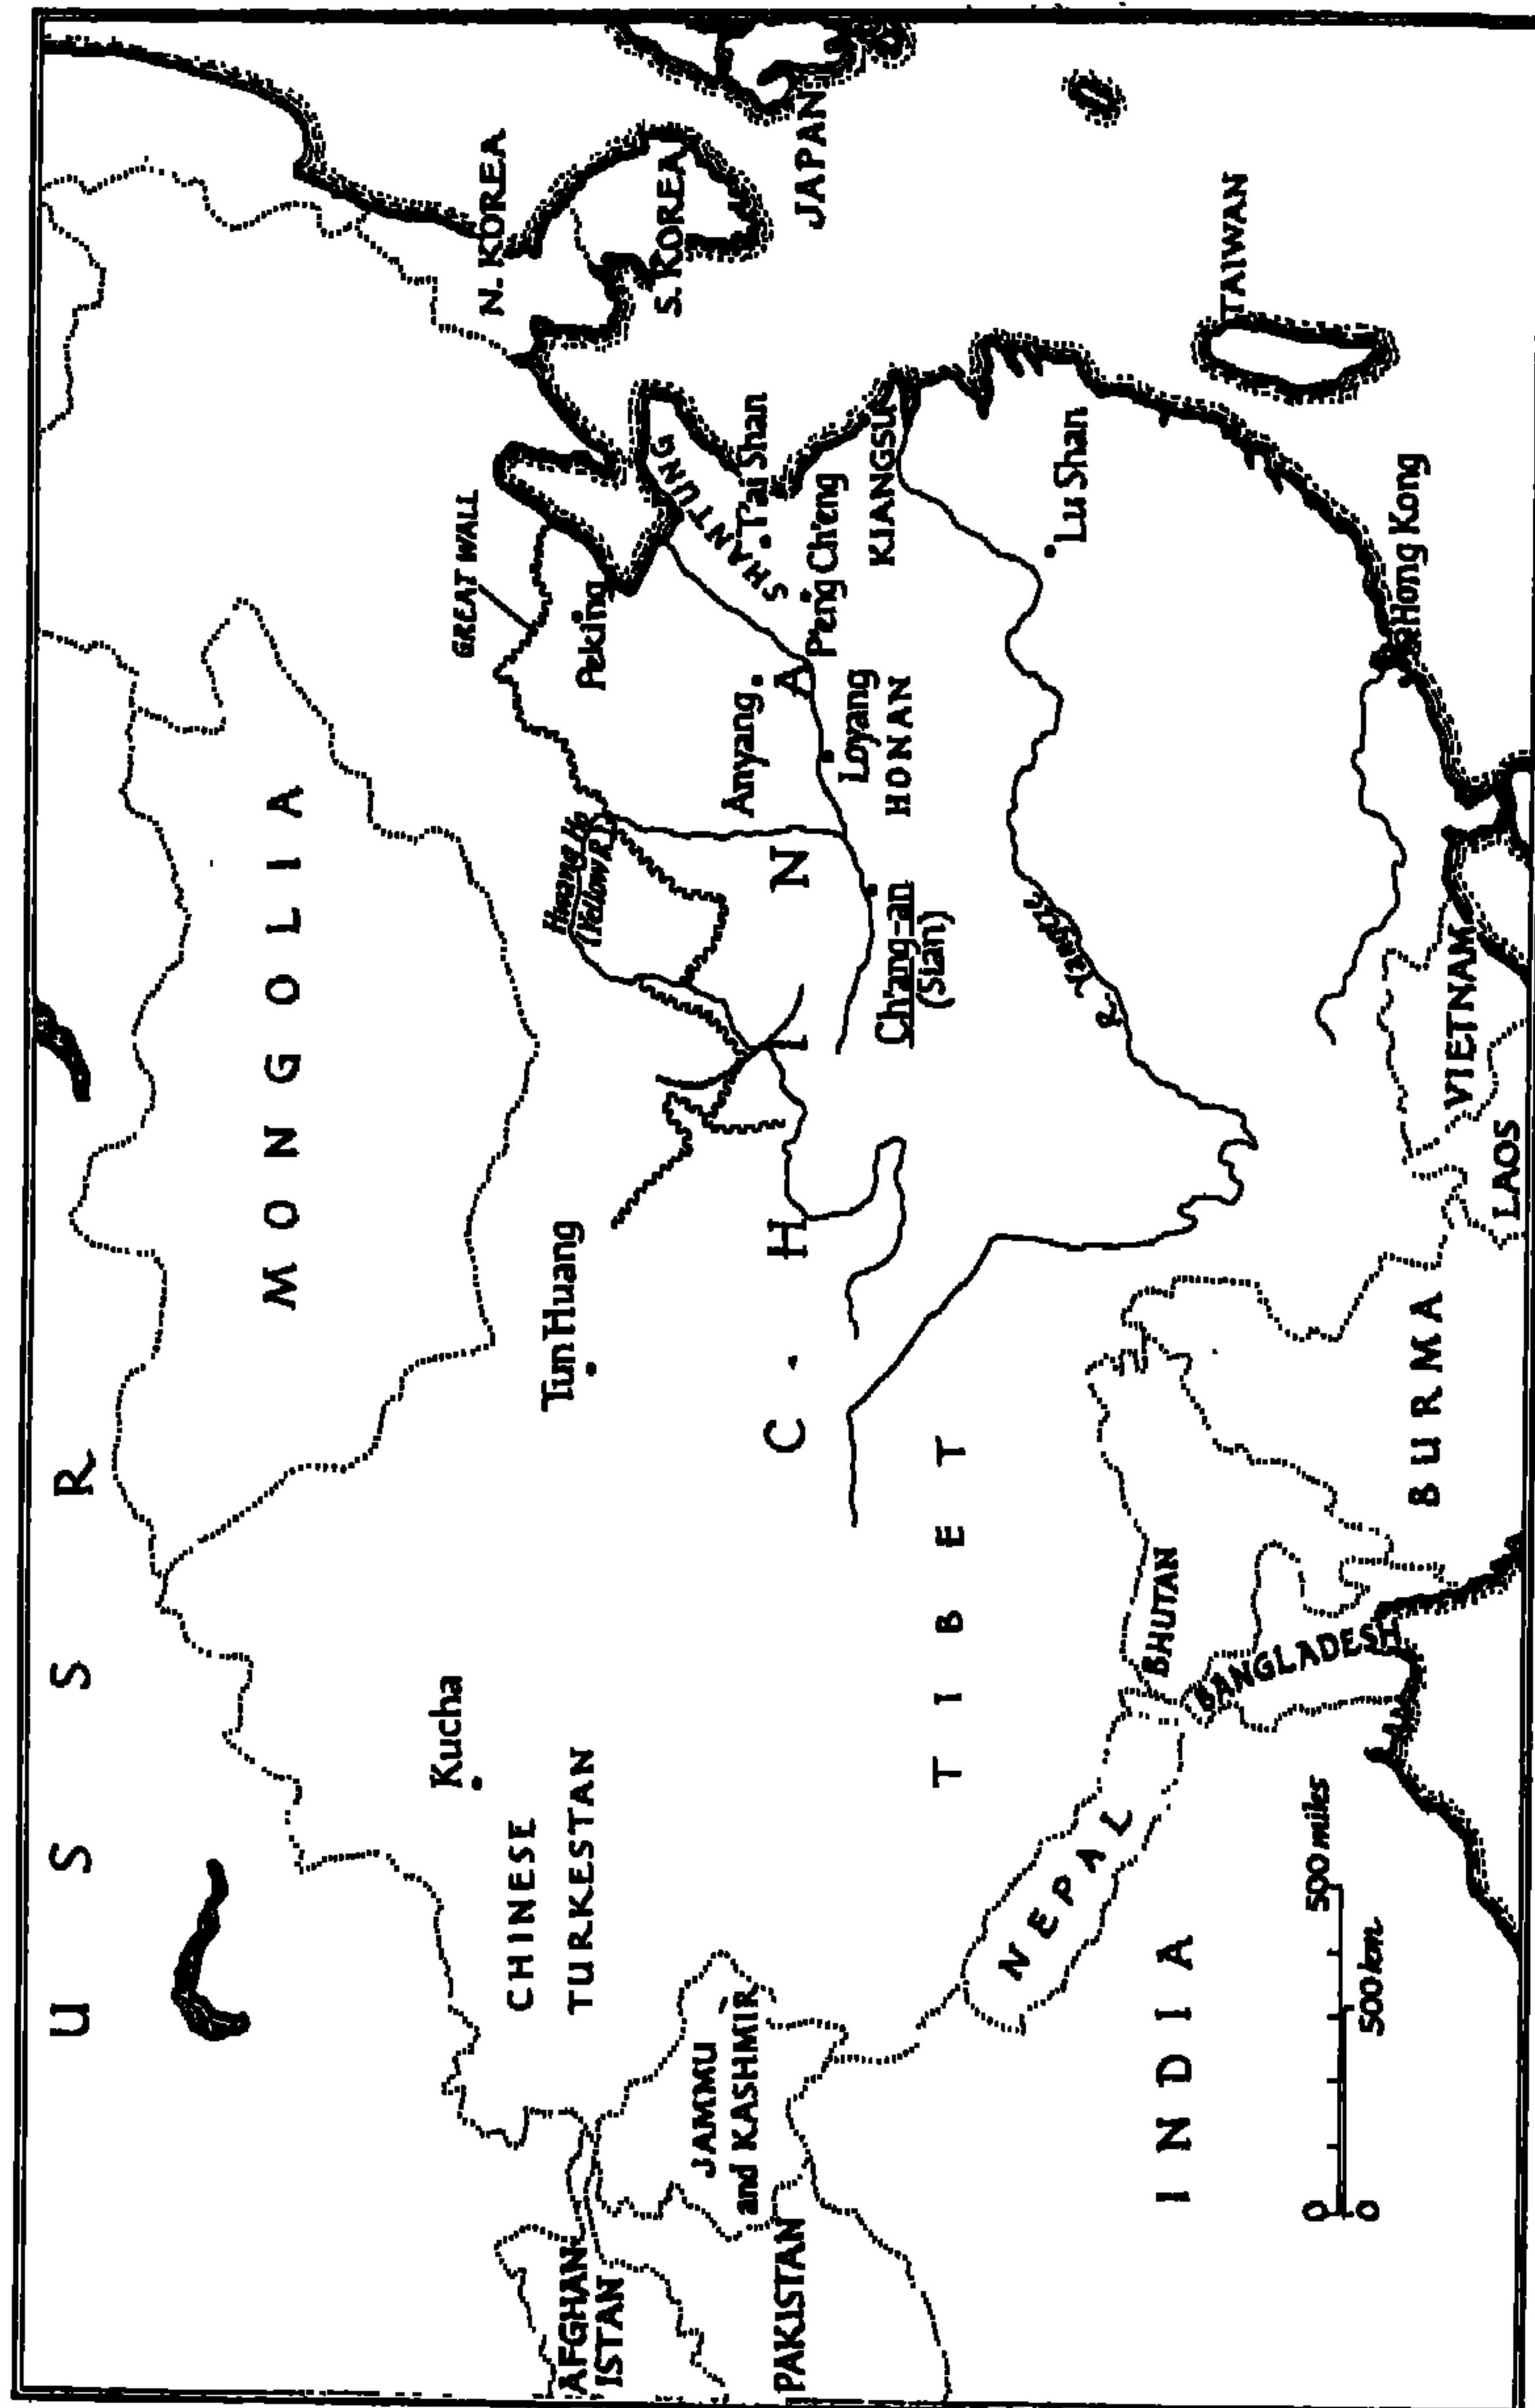 U S S R
MONGOLIA
Kucha
CHINESE
TURKESTAN
Tun Huang
GREAT WALL
Hwang Ho
(Yellow R.)
Peking
N. KOREA
S. KOREA
JAPAN
AFGHAN-
ISTAN
JAMMU
and KASHMIR
PAKISTAN
CHINA
Anyang
SHANTUNG
T'ai Shan
P'eng Ch'eng
Loyang
HONAN
KIANGSU
Ch'ang-an
(Sian)
TIBET
NEPAL
R. Yangtze
Lu Shan
TAIWAN
BHUTAN
BANGLADESH
INDIA
BURMA
VIETNAM
LAOS
Hong Kong
0 500 miles
0 500 km